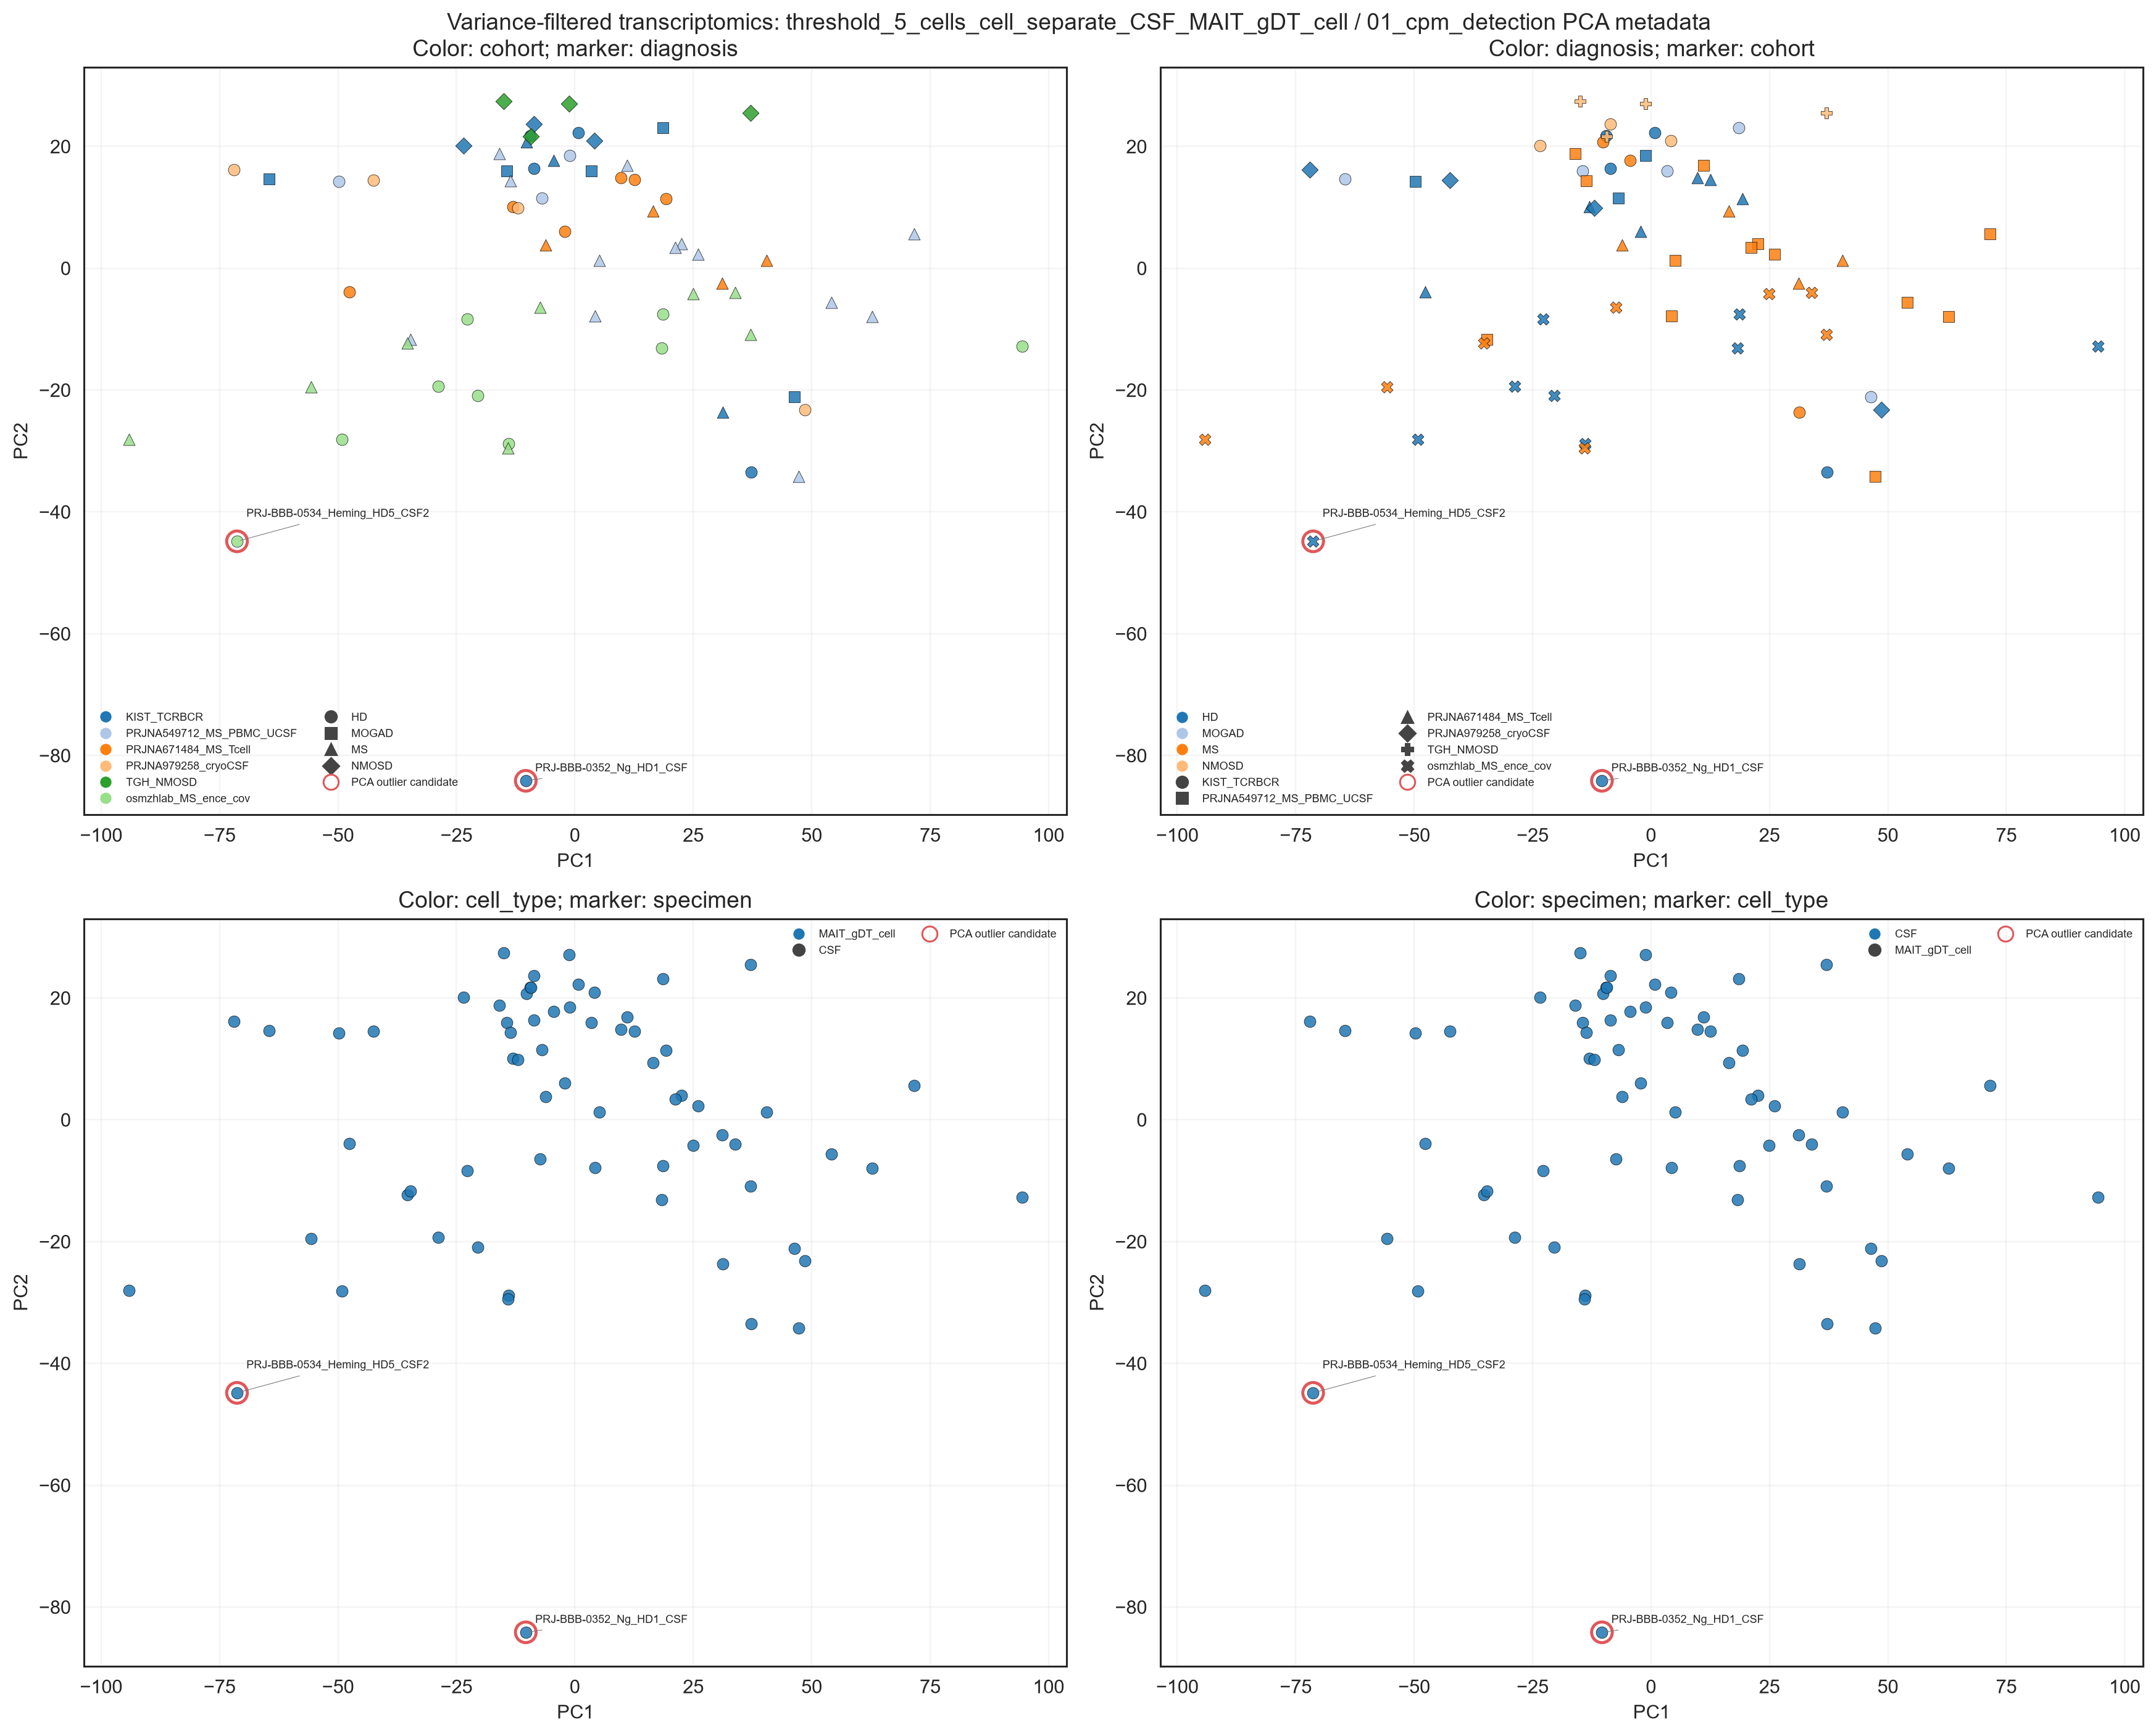 Variance-filtered transcriptomics: threshold_5_cells_cell_separate_CSF_MAIT_gDT_cell / 01_cpm_detection PCA metadata
Color: cohort; marker: diagnosis
20
0
−20
−40
−60
−80
PC2
PRJ-BBB-0534_Heming_HD5_CSF2
PRJ-BBB-0352_Ng_HD1_CSF
KIST_TCRBCR
PRJNA549712_MS_PBMC_UCSF
PRJNA671484_MS_Tcell
PRJNA979258_cryoCSF
TGH_NMOSD
osmzhlab_MS_ence_cov
HD
MOGAD
MS
NMOSD
PCA outlier candidate
−100 −75 −50 −25 0 25 50 75 100
PC1
Color: diagnosis; marker: cohort
20
0
−20
−40
−60
−80
PC2
PRJ-BBB-0534_Heming_HD5_CSF2
PRJ-BBB-0352_Ng_HD1_CSF
HD
MOGAD
MS
NMOSD
KIST_TCRBCR
PRJNA549712_MS_PBMC_UCSF
PRJNA671484_MS_Tcell
PRJNA979258_cryoCSF
TGH_NMOSD
osmzhlab_MS_ence_cov
PCA outlier candidate
−100 −75 −50 −25 0 25 50 75 100
PC1
Color: cell_type; marker: specimen
MAIT_gDT_cell
CSF
PCA outlier candidate
20
0
−20
−40
−60
−80
PC2
PRJ-BBB-0534_Heming_HD5_CSF2
PRJ-BBB-0352_Ng_HD1_CSF
−100 −75 −50 −25 0 25 50 75 100
PC1
Color: specimen; marker: cell_type
CSF
MAIT_gDT_cell
PCA outlier candidate
20
0
−20
−40
−60
−80
PC2
PRJ-BBB-0534_Heming_HD5_CSF2
PRJ-BBB-0352_Ng_HD1_CSF
−100 −75 −50 −25 0 25 50 75 100
PC1